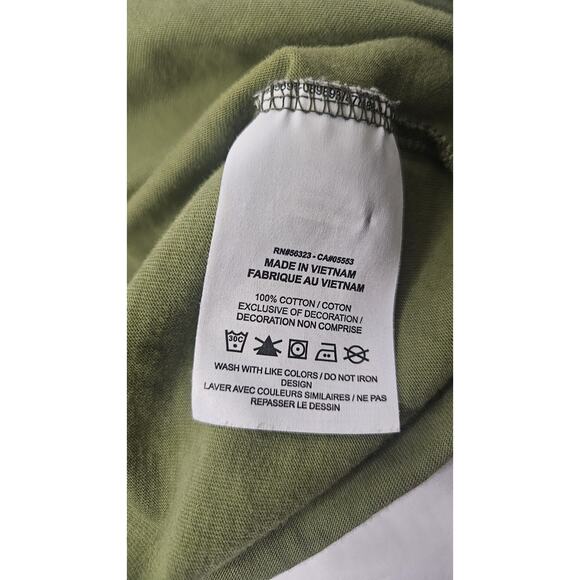 RN#56323 - CA#05553
MADE IN VIETNAM
FABRIQUE AU VIETNAM
100% COTTON / COTON
EXCLUSIVE OF DECORATION /
DECORATION NON COMPRISE
30C
WASH WITH LIKE COLORS / DO NOT IRON
DESIGN
LAVER AVEC COULEURS SIMILAIRES / NE PAS
REPASSER LE DESSIN